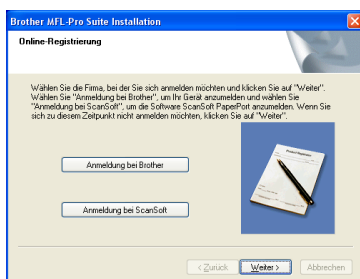 Brother MFL-Pro Suite Installation
Online-Registrierung
Wählen Sie die Firma, bei der Sie sich anmelden möchten und klicken Sie auf "Weiter".
Wählen Sie "Anmeldung bei Brother", um Ihr Gerät anzumelden und wählen Sie
"Anmeldung bei ScanSoft", um die Software ScanSoft PaperPort anzumelden. Wenn Sie
sich zu diesem Zeitpunkt nicht anmelden möchten, klicken Sie auf "Weiter".
Anmeldung bei Brother
Anmeldung bei ScanSoft
< Zurück Weiter > Abbrechen